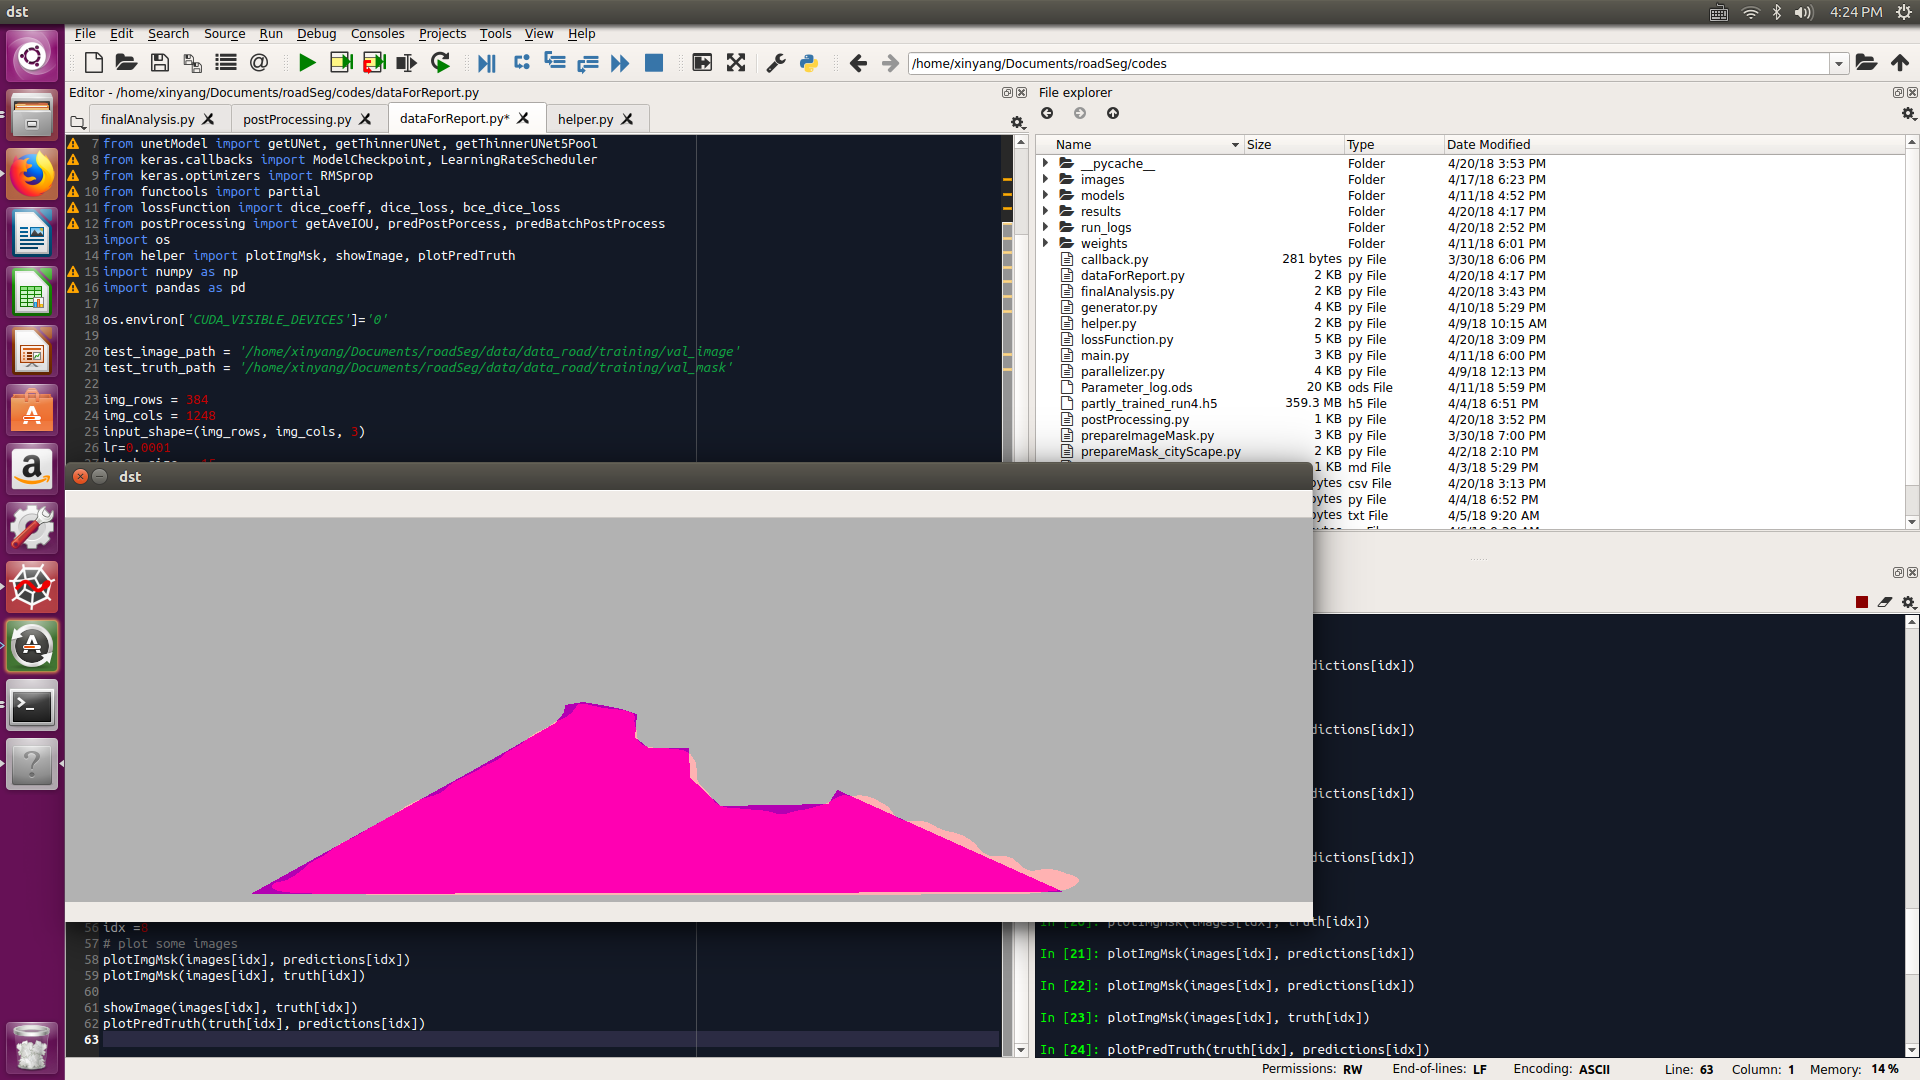 dst
4:24 PM
File Edit Search Source Run Debug Consoles Projects Tools View Help
/home/xinyang/Documents/roadSeg/codes
Editor - /home/xinyang/Documents/roadSeg/codes/dataForReport.py
finalAnalysis.py postProcessing.py dataForReport.py* helper.py
7 from unetModel import getUNet, getThinnerUNet, getThinnerUNet5Pool
8 from keras.callbacks import ModelCheckpoint, LearningRateScheduler
9 from keras.optimizers import RMSprop
10 from functools import partial
11 from lossFunction import dice_coeff, dice_loss, bce_dice_loss
12 from postProcessing import getAveIOU, predPostPorcess, predBatchPostProcess
13 import os
14 from helper import plotImgMsk, showImage, plotPredTruth
15 import numpy as np
16 import pandas as pd
17
18 os.environ['CUDA_VISIBLE_DEVICES']='0'
19
20 test_image_path = '/home/xinyang/Documents/roadSeg/data/data_road/training/val_image'
21 test_truth_path = '/home/xinyang/Documents/roadSeg/data/data_road/training/val_mask'
22
23 img_rows = 384
24 img_cols = 1248
25 input_shape=(img_rows, img_cols, 3)
26 lr=0.0001
dst
56 idx =8
57 # plot some images
58 plotImgMsk(images[idx], predictions[idx])
59 plotImgMsk(images[idx], truth[idx])
60
61 showImage(images[idx], truth[idx])
62 plotPredTruth(truth[idx], predictions[idx])
63
File explorer
Name Size Type Date Modified
__pycache__ Folder 4/20/18 3:53 PM
images Folder 4/17/18 6:23 PM
models Folder 4/11/18 4:52 PM
results Folder 4/20/18 4:17 PM
run_logs Folder 4/20/18 2:52 PM
weights Folder 4/11/18 6:01 PM
callback.py 281 bytes py File 3/30/18 6:06 PM
dataForReport.py 2 KB py File 4/20/18 4:17 PM
finalAnalysis.py 2 KB py File 4/20/18 3:43 PM
generator.py 4 KB py File 4/10/18 5:29 PM
helper.py 2 KB py File 4/9/18 10:15 AM
lossFunction.py 5 KB py File 4/20/18 3:09 PM
main.py 3 KB py File 4/11/18 6:00 PM
parallelizer.py 4 KB py File 4/9/18 12:13 PM
Parameter_log.ods 20 KB ods File 4/11/18 5:59 PM
partly_trained_run4.h5 359.3 MB h5 File 4/4/18 6:51 PM
postProcessing.py 1 KB py File 4/20/18 3:52 PM
prepareImageMask.py 3 KB py File 3/30/18 7:00 PM
prepareMask_cityScape.py 2 KB py File 4/2/18 2:10 PM
1 KB md File 4/3/18 5:29 PM
bytes csv File 4/20/18 3:13 PM
bytes py File 4/4/18 6:52 PM
bytes txt File 4/5/18 9:20 AM
dictions[idx])
dictions[idx])
dictions[idx])
dictions[idx])
In [20]: plotImgMsk(images[idx], truth[idx])
In [21]: plotImgMsk(images[idx], predictions[idx])
In [22]: plotImgMsk(images[idx], predictions[idx])
In [23]: plotImgMsk(images[idx], truth[idx])
In [24]: plotPredTruth(truth[idx], predictions[idx])
Permissions: RW End-of-lines: LF Encoding: ASCII Line: 63 Column: 1 Memory: 14 %